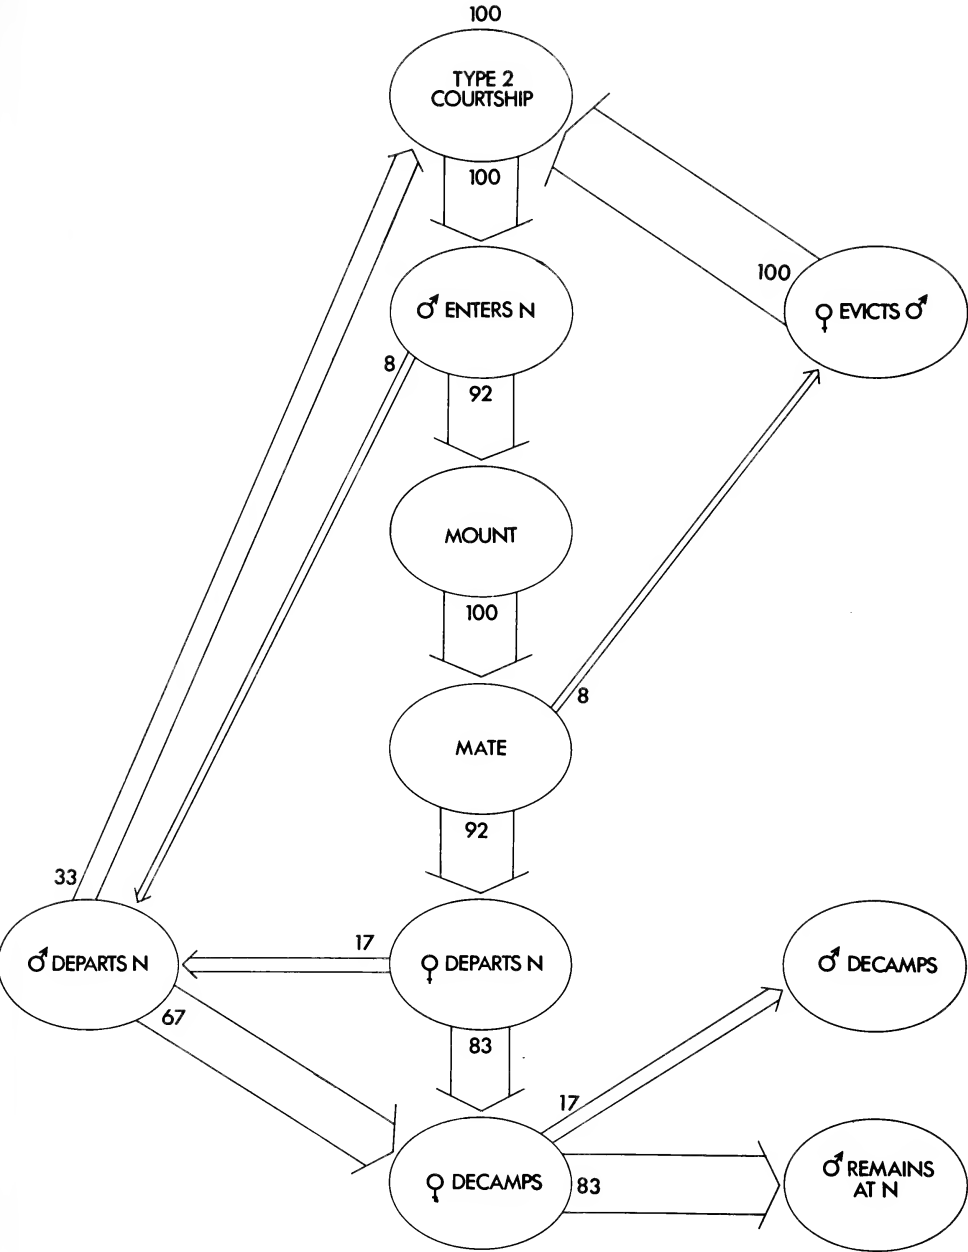 100
TYPE 2
COURTSHIP
100
100
♀ EVICTS ♂
♂ ENTERS N
8
92
MOUNT
100
8
MATE
92
33
♂ DEPARTS N
17
♀ DEPARTS N
♂ DECAMPS
67
83
17
♀ DECAMPS
83
♂ REMAINS
AT N